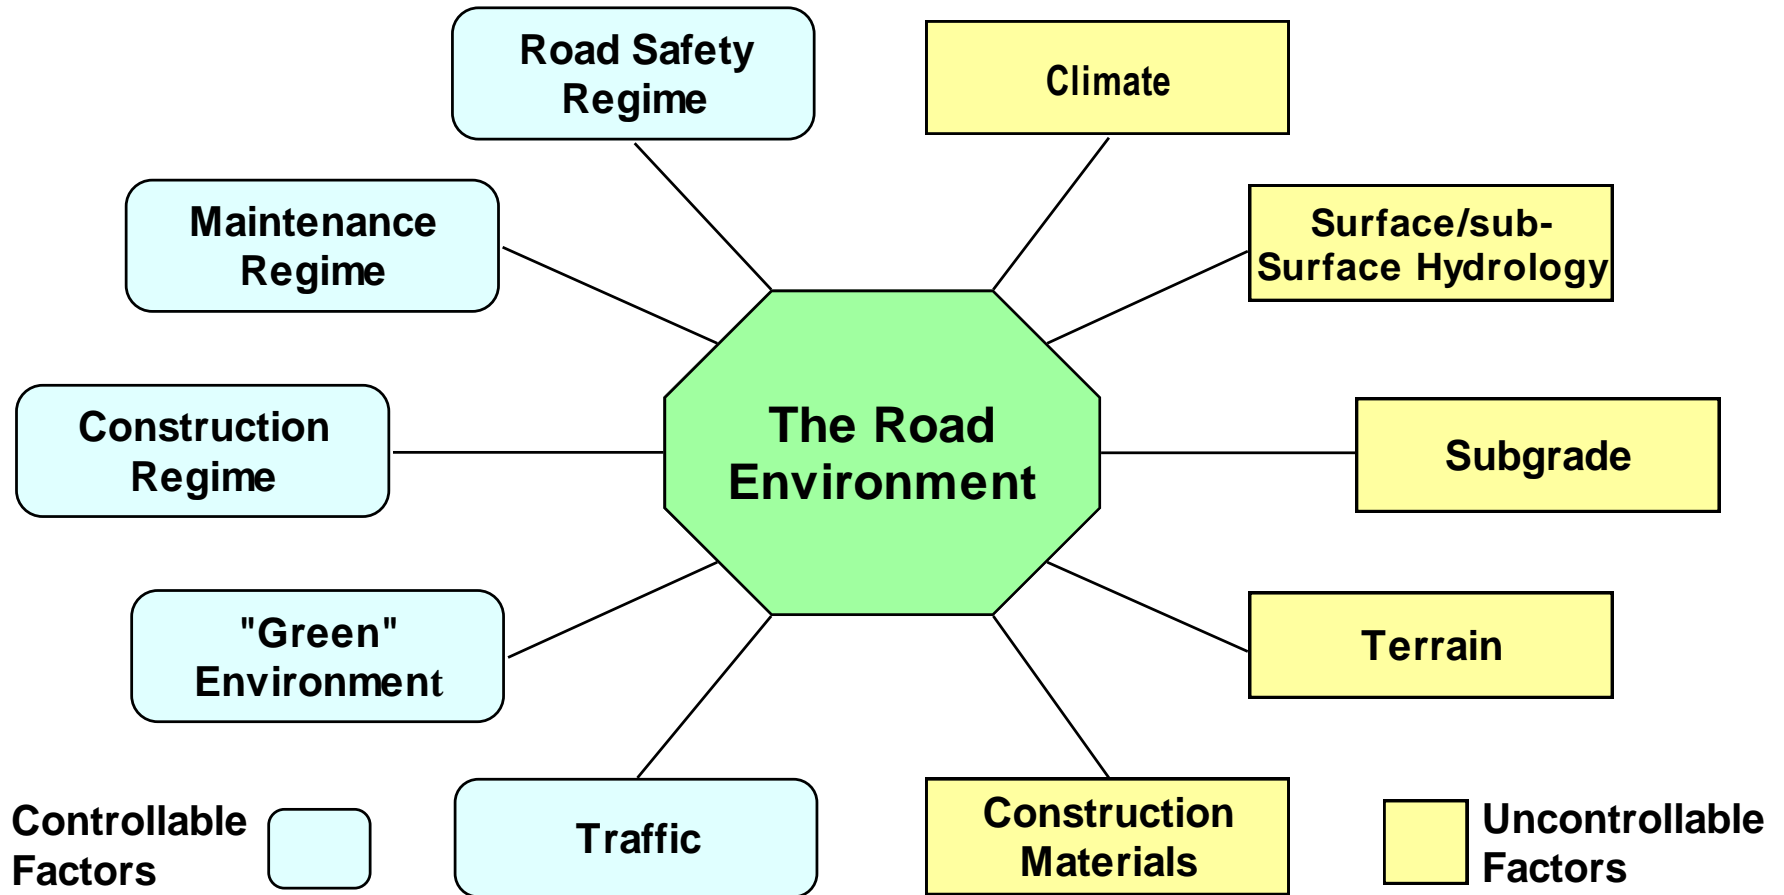 Road Safety
Regime
Climate
Maintenance
Regime
Surface/sub-
Surface Hydrology
Construction
Regime
The Road
Environment
Subgrade
"Green"
Environment
Terrain
Controllable
Factors
Traffic
Construction
Materials
Uncontrollable
Factors